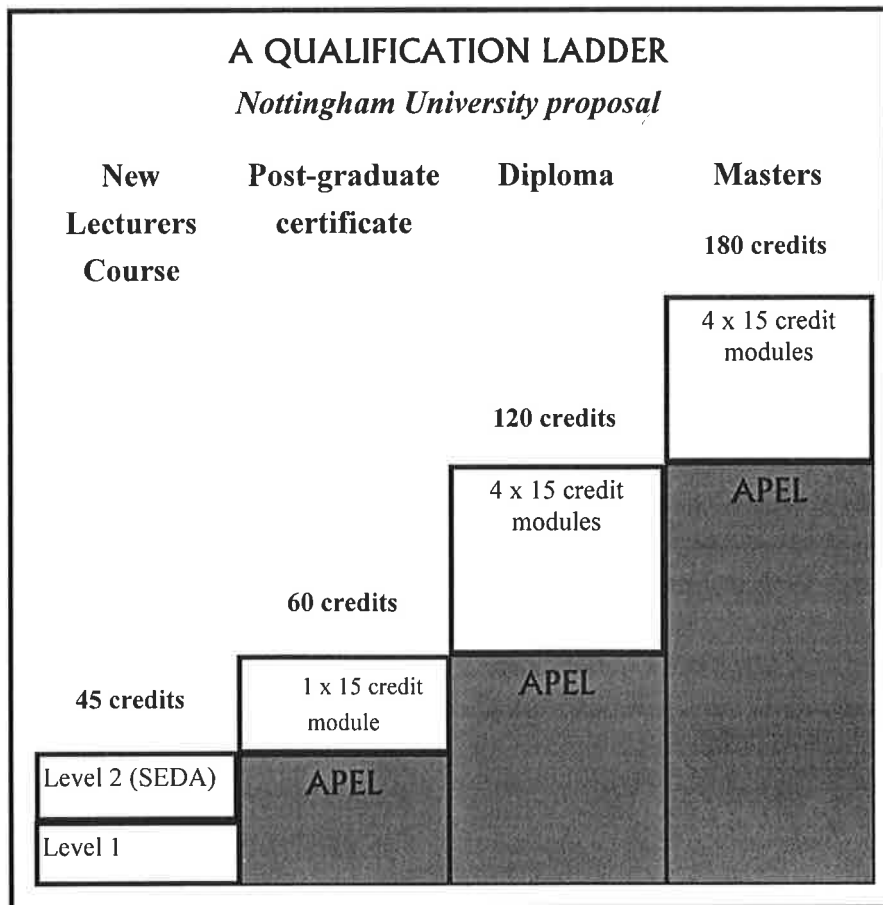 A QUALIFICATION LADDER
Nottingham University proposal
New
Lecturers
Course
Post-graduate
certificate
Diploma
Masters
180 credits
4 x 15 credit
modules
120 credits
4 x 15 credit
modules
APEL
60 credits
1 x 15 credit
module
APEL
45 credits
Level 2 (SEDA)
APEL
Level 1